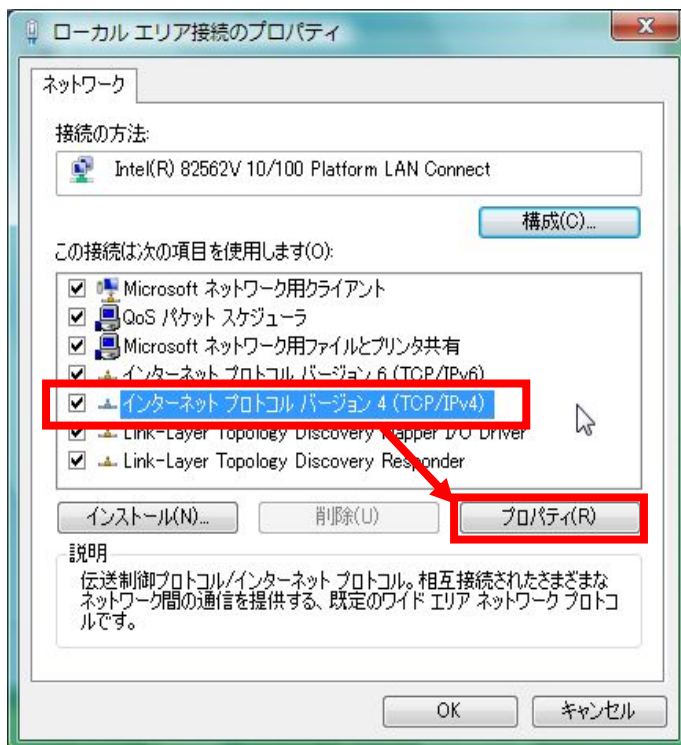 ローカル エリア接続のプロパティ
ネットワーク
接続の方法:
Intel(R) 82562V 10/100 Platform LAN Connect
構成(C)...
この接続は次の項目を使用します(O):
Microsoft ネットワーク用クライアント
QoS パケット スケジューラ
Microsoft ネットワーク用ファイルとプリンタ共有
インターネット プロトコル バージョン 6 (TCP/IPv6)
インターネット プロトコル バージョン 4 (TCP/IPv4)
Link-Layer Topology Discovery Mapper I/O Driver
Link-Layer Topology Discovery Responder
インストール(N)...
削除(U)
プロパティ(R)
説明
伝送制御プロトコル/インターネット プロトコル。相互接続されたさまざまな
ネットワーク間の通信を提供する、既定のワイド エリア ネットワーク プロトコ
ルです。
OK
キャンセル